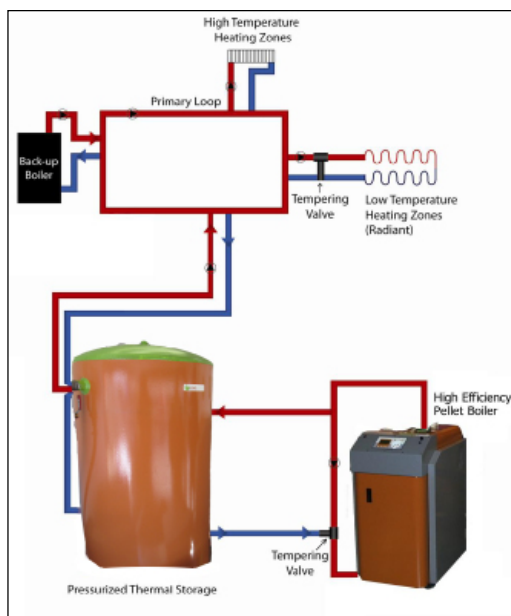 High Temperature
Heating Zones
Primary Loop
Back-up
Boiler
Tempering
Valve
Low Temperature
Heating Zones
(Radiant)
High Efficiency
Pellet Boiler
Tempering
Valve
Pressurized Thermal Storage